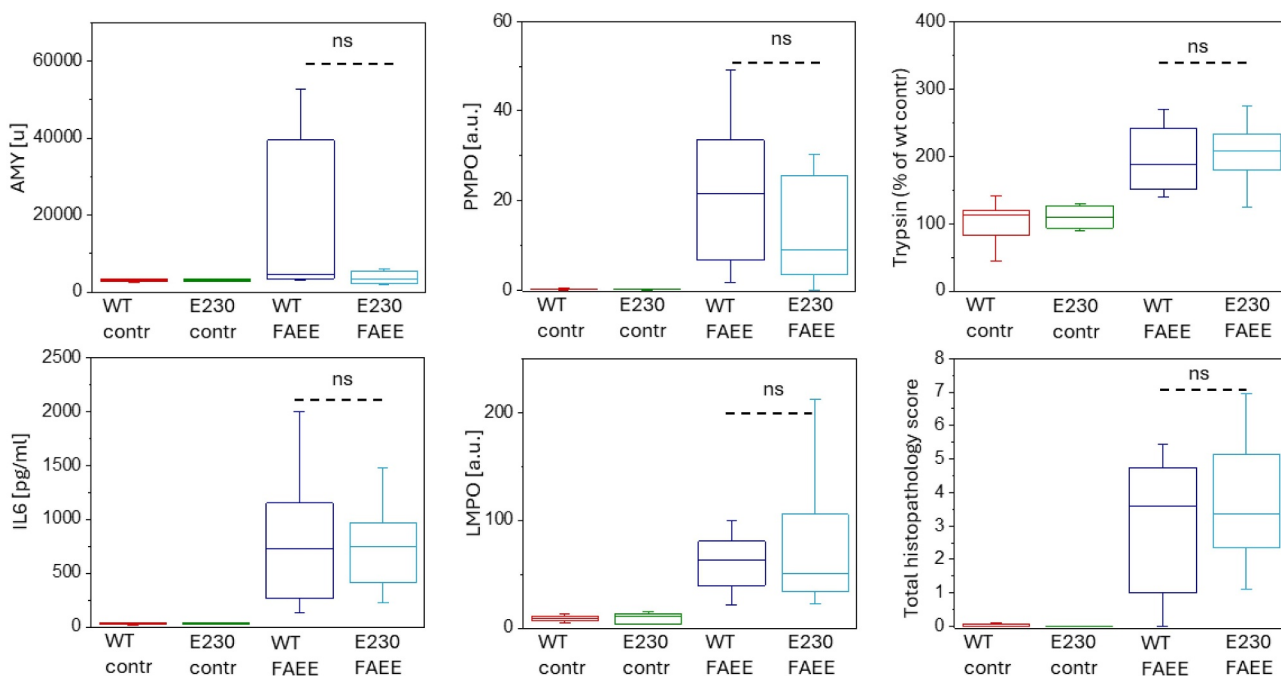 AMY [u]
60000
40000
20000
0
ns
WT
contr
E230
contr
WT
FAEE
E230
FAEE
PMPO [a.u.]
60
40
20
0
ns
WT
contr
E230
contr
WT
FAEE
E230
FAEE
Trypsin (% of wt contr)
400
300
200
100
0
ns
WT
contr
E230
contr
WT
FAEE
E230
FAEE
IL6 [pg/ml]
2500
2000
1500
1000
500
0
ns
WT
contr
E230
contr
WT
FAEE
E230
FAEE
LMPO [a.u.]
200
100
0
ns
WT
contr
E230
contr
WT
FAEE
E230
FAEE
Total histopathology score
8
7
6
5
4
3
2
1
0
ns
WT
contr
E230
contr
WT
FAEE
E230
FAEE